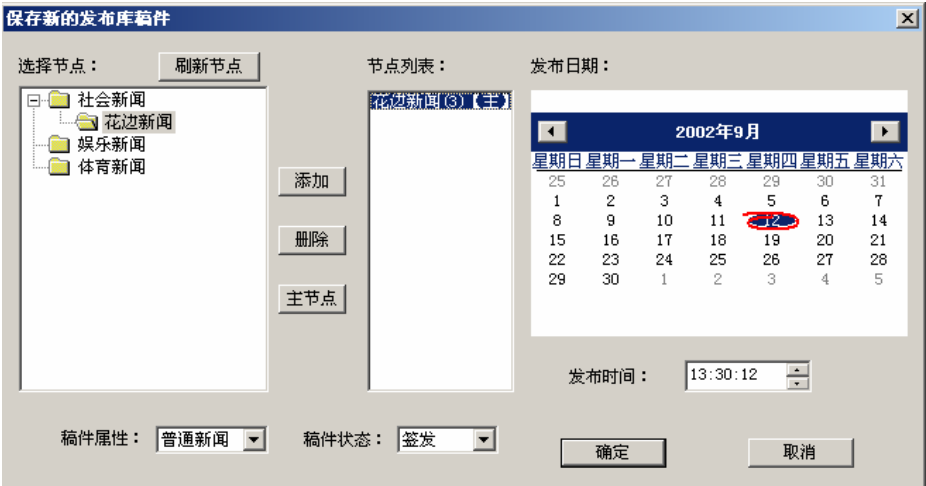 保存新的发布库稿件
选择节点：
刷新节点
节点列表：
发布日期：
社会新闻
花边新闻
娱乐新闻
体育新闻
添加
删除
主节点
花边新闻(3)【主】
2002年9月
星期日 星期一 星期二 星期三 星期四 星期五 星期六
25 26 27 28 29 30 31
1 2 3 4 5 6 7
8 9 10 11 12 13 14
15 16 17 18 19 20 21
22 23 24 25 26 27 28
29 30 1 2 3 4 5
发布时间：
13:30:12
稿件属性：
普通新闻
稿件状态：
签发
确定
取消